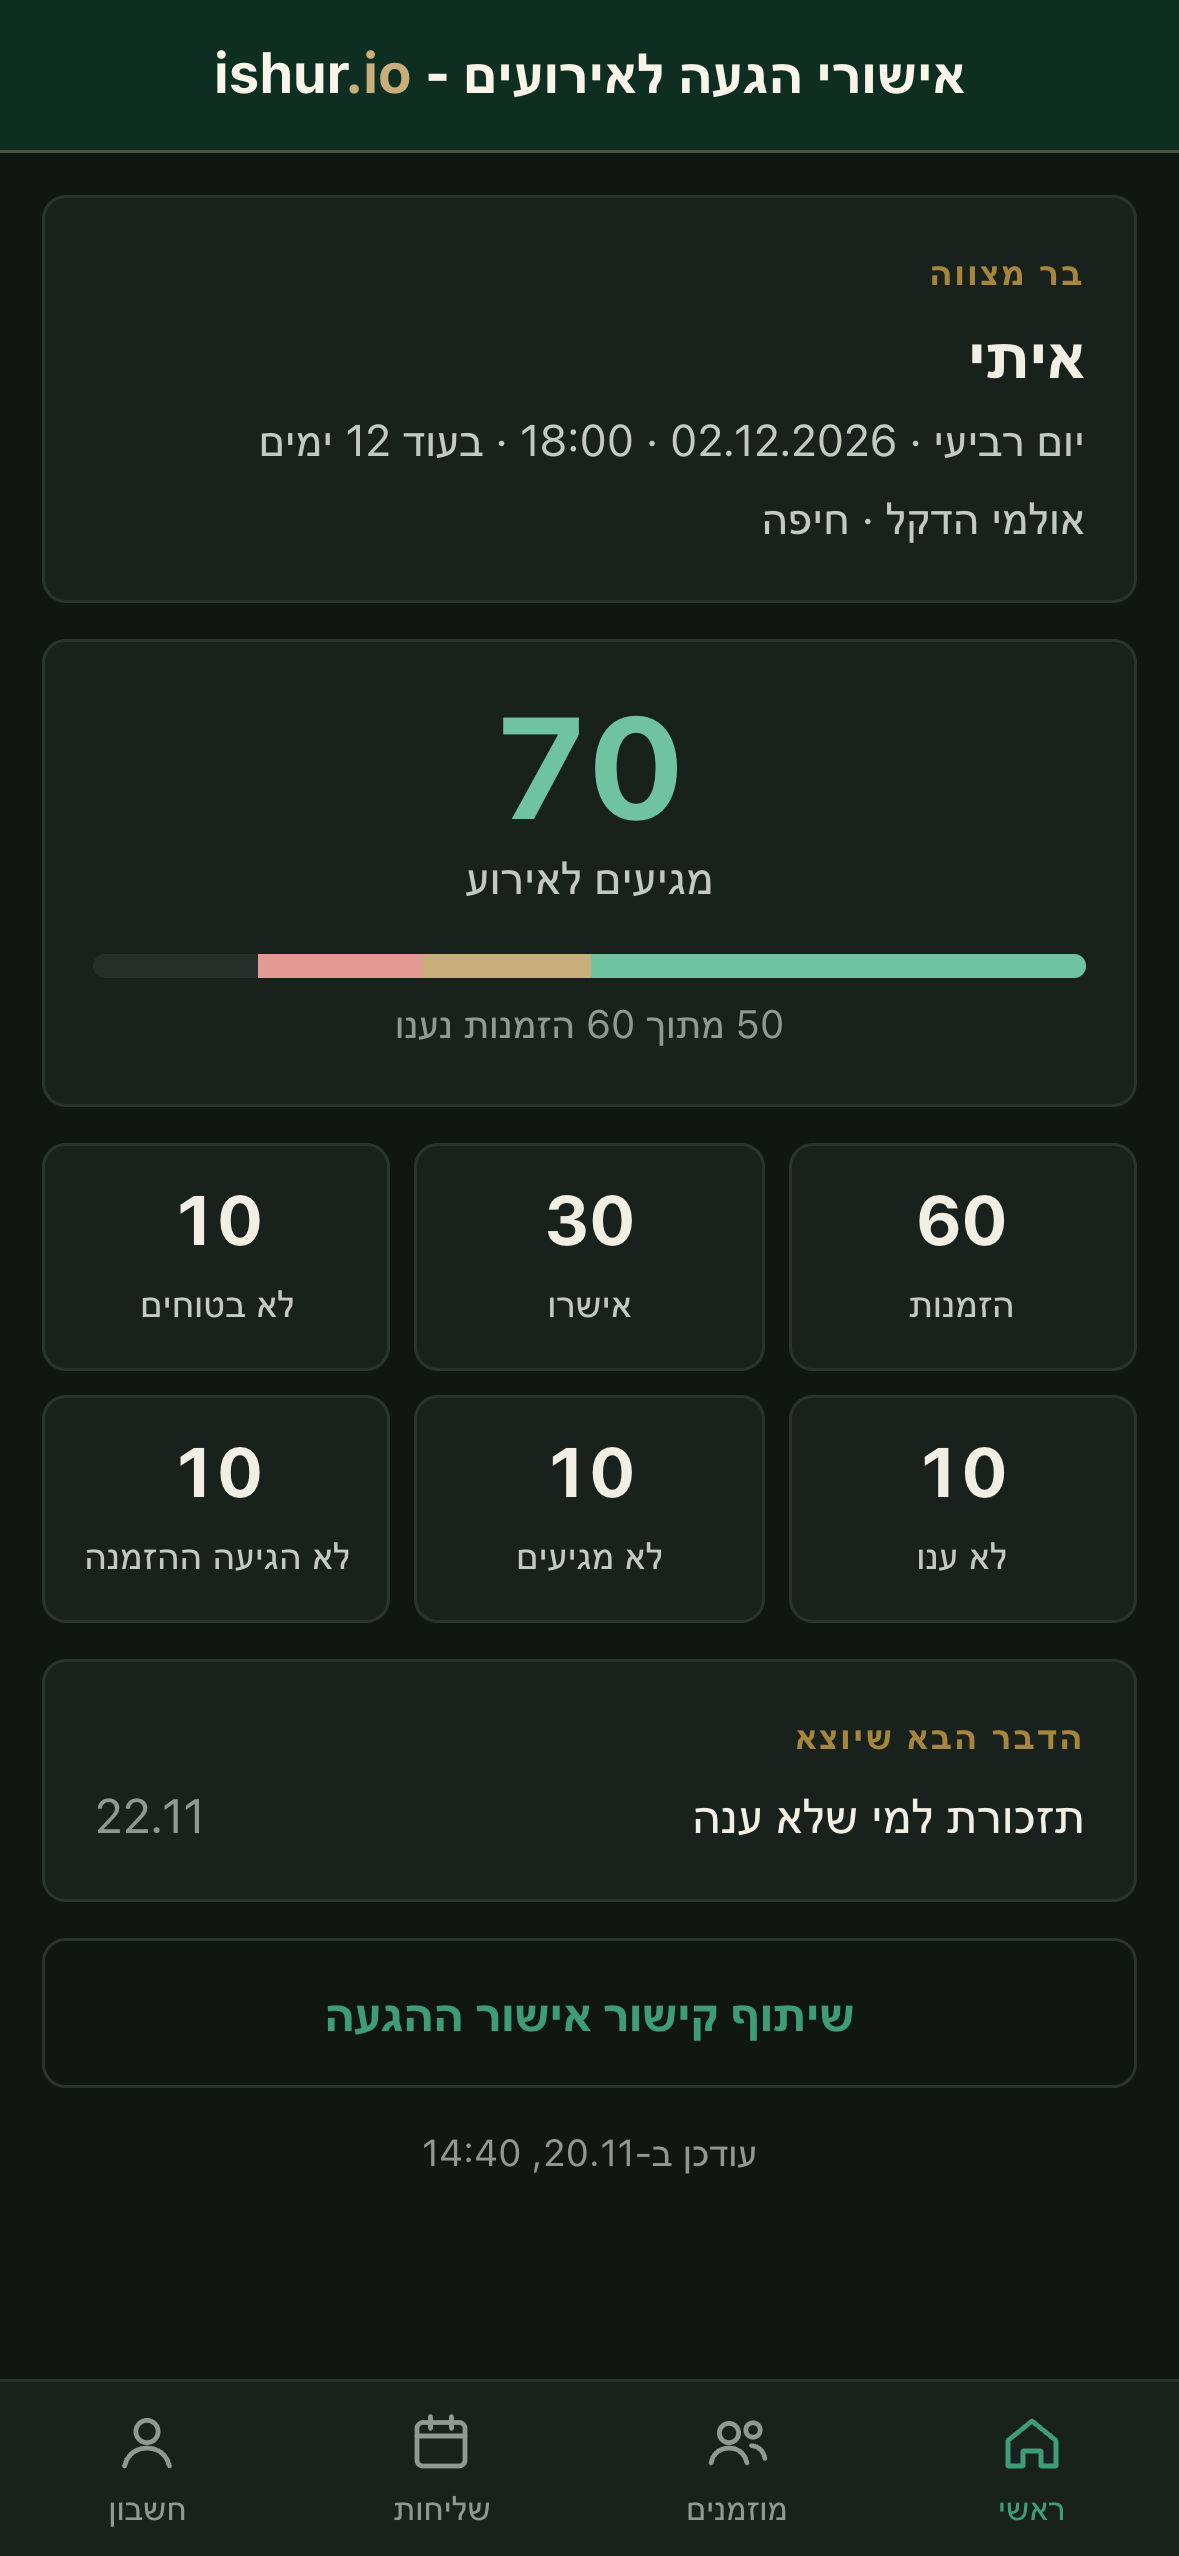 אישורי הגעה לאירועים - ishur.io
בר מצווה
איתי
יום רביעי · 02.12.2026 · 18:00 · בעוד 12 ימים
אולמי הדקל · חיפה
70
מגיעים לאירוע
50 מתוך 60 הזמנות נענו
60
הזמנות
30
אישרו
10
לא בטוחים
10
לא ענו
10
לא מגיעים
10
לא הגיעה ההזמנה
הדבר הבא שיוצא
תזכורת למי שלא ענה
22.11
שיתוף קישור אישור ההגעה
עודכן ב-20.11, 14:40
ראשי
מוזמנים
שליחות
חשבון